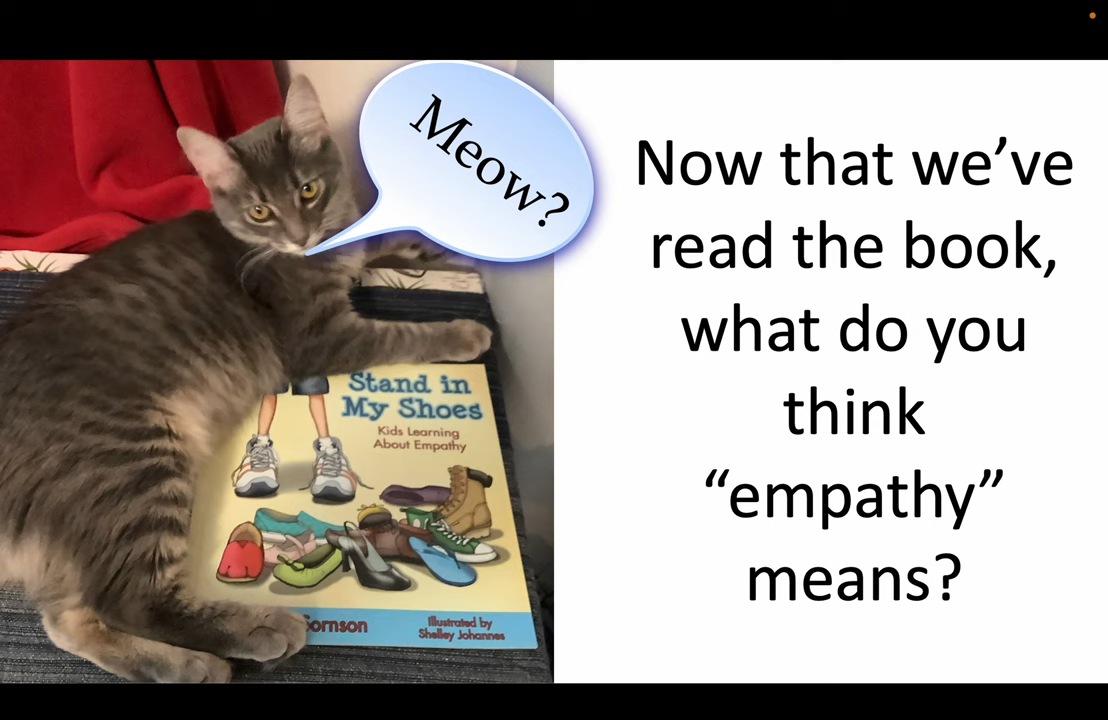 Meow?
Stand in
My Shoes
Kids Learning
About Empathy
Sornson
Illustrated by
Shelley Johannes
Now that we’ve
read the book,
what do you
think
“empathy”
means?